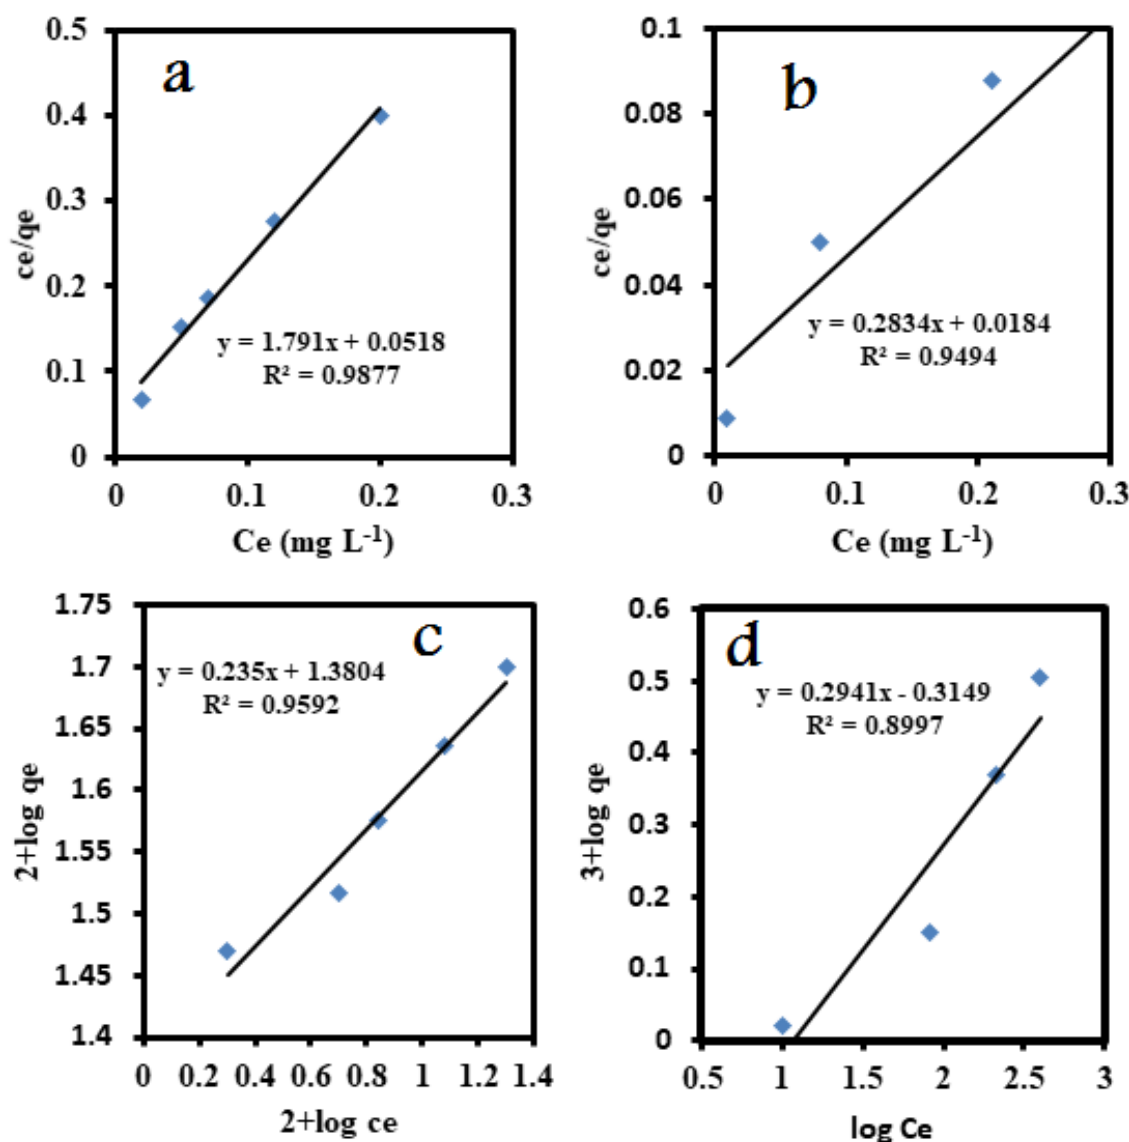 a
0.5
0.4
0.3
0.2
0.1
0
ce/qe
y = 1.791x + 0.0518
R² = 0.9877
0 0.1 0.2 0.3
Ce (mg L⁻¹)
b
0.1
0.08
0.06
0.04
0.02
0
ce/qe
y = 0.2834x + 0.0184
R² = 0.9494
0 0.1 0.2 0.3
Ce (mg L⁻¹)
c
1.75
1.7
1.65
1.6
1.55
1.5
1.45
1.4
2+log qe
y = 0.235x + 1.3804
R² = 0.9592
0 0.2 0.4 0.6 0.8 1 1.2 1.4
2+log ce
d
0.6
0.5
0.4
0.3
0.2
0.1
0
3+log qe
y = 0.2941x - 0.3149
R² = 0.8997
0.5 1 1.5 2 2.5 3
log Ce